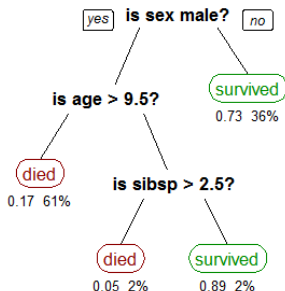 yes is sex male? no
survived
0.73 36%
is age > 9.5?
died
0.17 61%
is sibsp > 2.5?
died survived
0.05 2% 0.89 2%